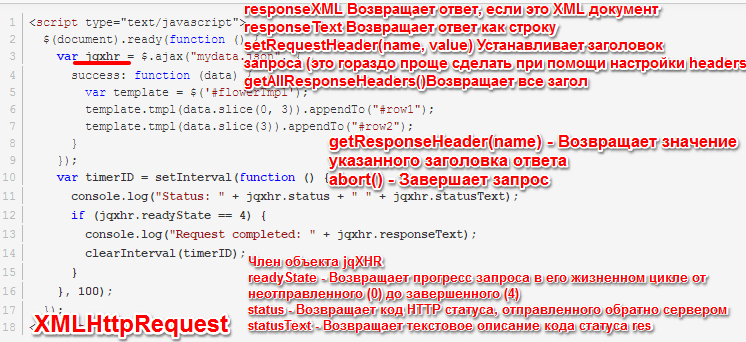 responseXML Возвращает ответ, если это XML документ
<script type="text/javascript">
responseText Возвращает ответ как строку
2 $(document).ready(function ()
setRequestHeader(name, value) Устанавливает заголовок
3 var jqxhr = $.ajax("mydata.json"
запроса (это гораздо проще сделать при помощи настройки headers
4 success: function (data)
getAllResponseHeaders()Возвращает все загол
5 var template = $('#flowerTmpl');
6 template.tmpl(data.slice(0, 3)).appendTo("#row1");
7 template.tmpl(data.slice(3)).appendTo("#row2");
8 }
getResponseHeader(name) - Возвращает значение
9 });
указанного заголовка ответа
10 var timerID = setInterval(function () {
abort() - Завершает запрос
11 console.log("Status: " + jqxhr.status + " " + jqxhr.statusText);
12 if (jqxhr.readyState == 4) {
13 console.log("Request completed: " + jqxhr.responseText);
14 clearInterval(timerID);
Член объекта jqXHR
15 }
readyState - Возвращает прогресс запроса в его жизненном цикле от
16 }, 100);
неотправленного (0) до завершенного (4)
17 });
status - Возвращает код HTTP статуса, отправленного обратно сервером
18 <
XMLHttpRequest
statusText - Возвращает текстовое описание кода статуса res